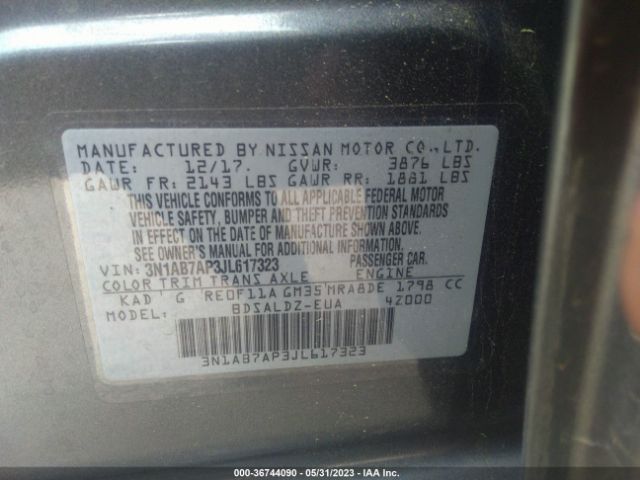 MANUFACTURED BY NISSAN MOTOR CO.,LTD.
DATE: 12/17. GVWR: 3876 LBS
GAWR FR: 2143 LBS GAWR RR: 1881 LBS
THIS VEHICLE CONFORMS TO ALL APPLICABLE FEDERAL MOTOR
VEHICLE SAFETY, BUMPER AND THEFT PREVENTION STANDARDS
IN EFFECT ON THE DATE OF MANUFACTURE SHOWN ABOVE.
SEE OWNER'S MANUAL FOR ADDITIONAL INFORMATION
VIN: 3N1AB7AP3JL617323 PASSENGER CAR.
COLOR TRIM TRANS AXLE ENGINE
KAD G RE0F11A GM35 MRA8DE 1798 CC
MODEL: BDSALDZ-EUA 42000
3N1AB7AP3JL617323
000-36744090 - 05/31/2023 - IAA Inc.